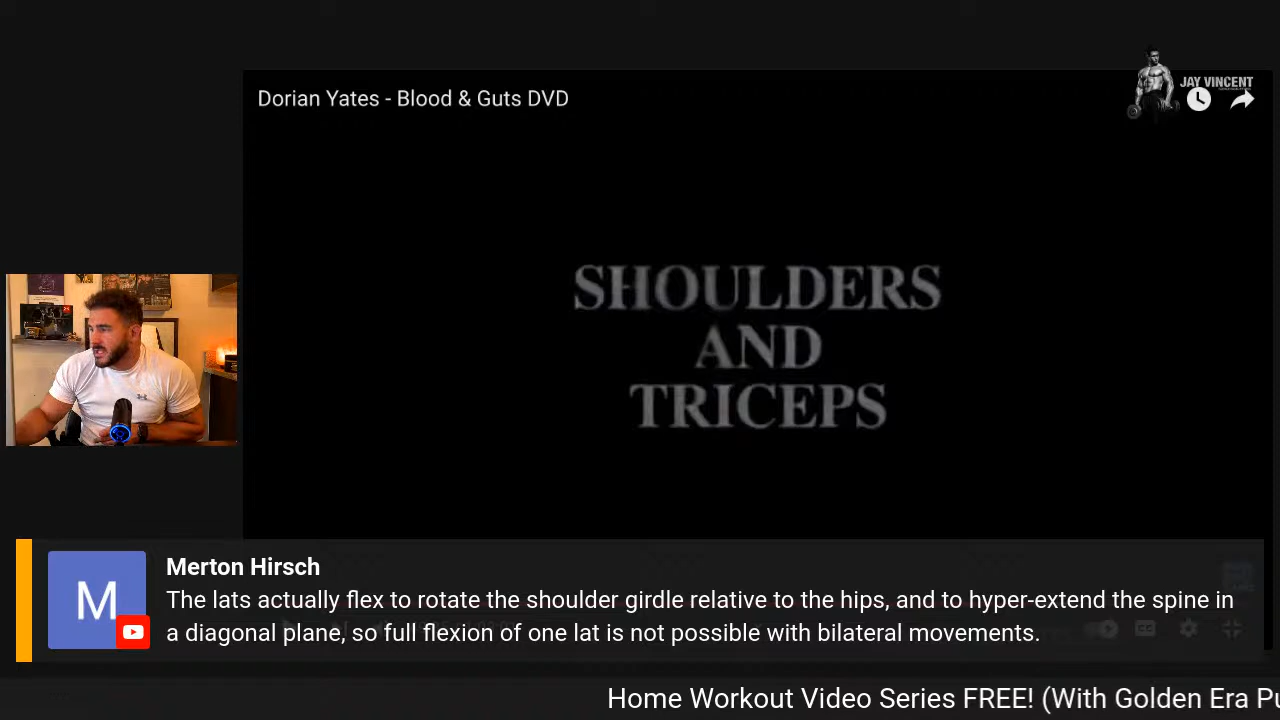 Dorian Yates - Blood & Guts DVD
JAY VINCENT
SHOULDERS
AND
TRICEPS
M
Merton Hirsch
The lats actually flex to rotate the shoulder girdle relative to the hips, and to hyper-extend the spine in
a diagonal plane, so full flexion of one lat is not possible with bilateral movements.
Home Workout Video Series FREE! (With Golden Era Pu